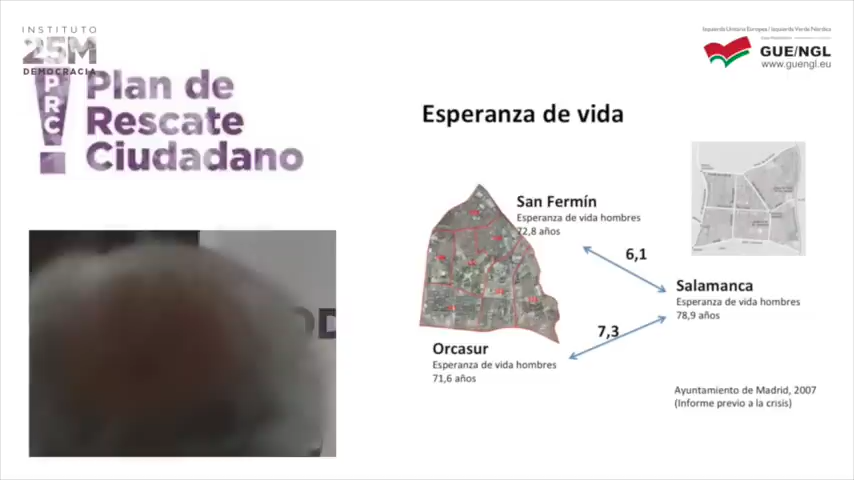 INSTITUTO
25M
DEMOCRACIA
PRC
Plan de
Rescate
Ciudadano
Izquierda Unitaria Europea / Izquierda Verde Nórdica
GUE/NGL
www.guengl.eu
Esperanza de vida
San Fermín
Esperanza de vida hombres
72,8 años
6,1
Salamanca
Esperanza de vida hombres
78,9 años
7,3
Orcasur
Esperanza de vida hombres
71,6 años
Ayuntamiento de Madrid, 2007
(Informe previo a la crisis)